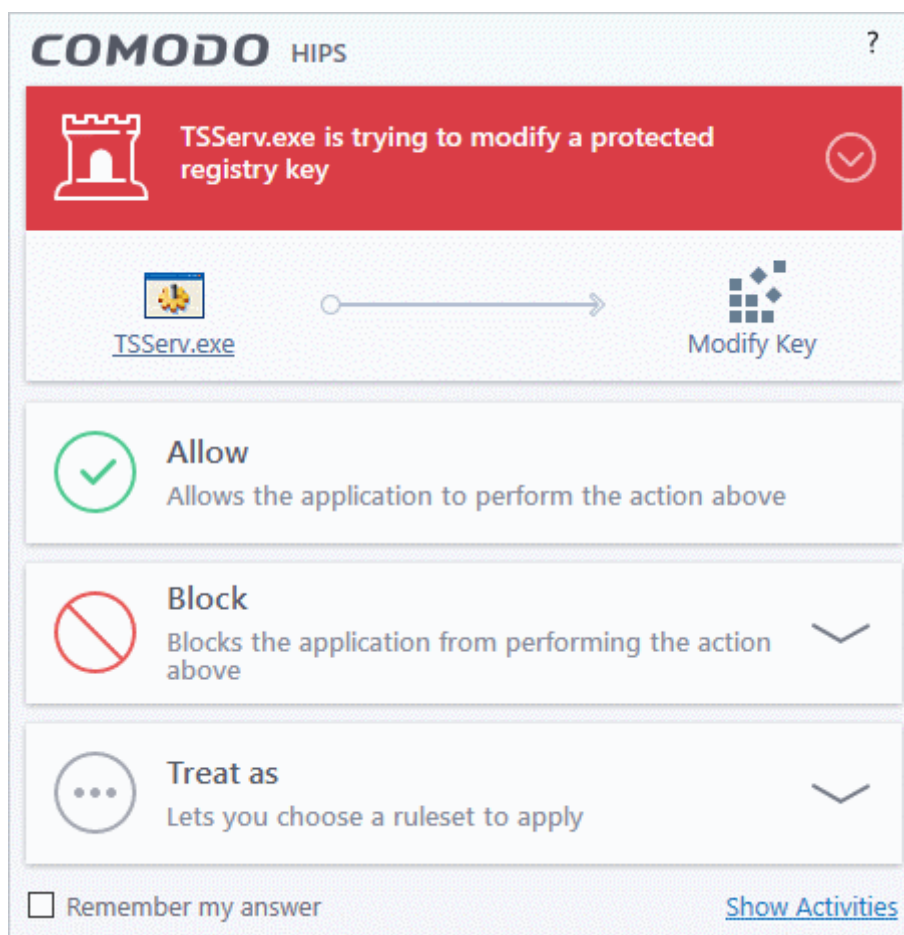 COMODO HIPS ?
TSServ.exe is trying to modify a protected
registry key
TSServ.exe
Modify Key
Allow
Allows the application to perform the action above
Block
Blocks the application from performing the action
above
Treat as
Lets you choose a ruleset to apply
Remember my answer
Show Activities